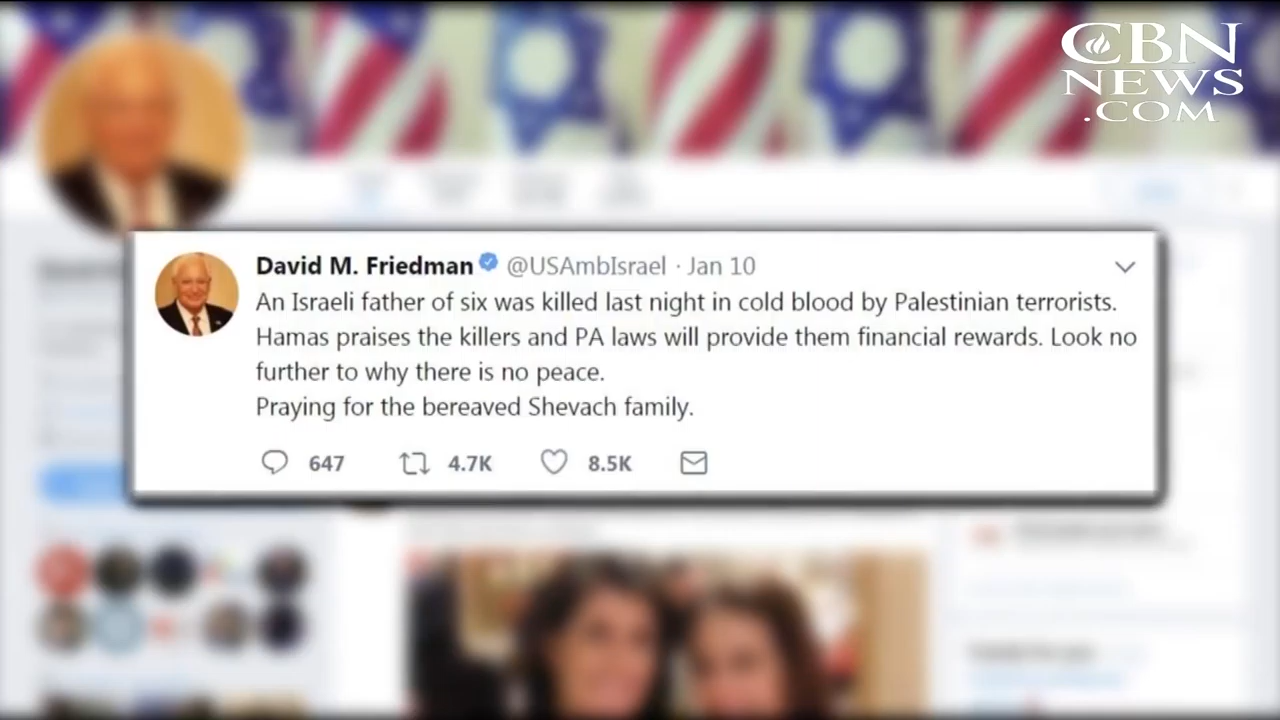 CBN
NEWS
.COM
David M. Friedman @USAmbIsrael · Jan 10
An Israeli father of six was killed last night in cold blood by Palestinian terrorists.
Hamas praises the killers and PA laws will provide them financial rewards. Look no
further to why there is no peace.
Praying for the bereaved Shevach family.
647 4.7K 8.5K